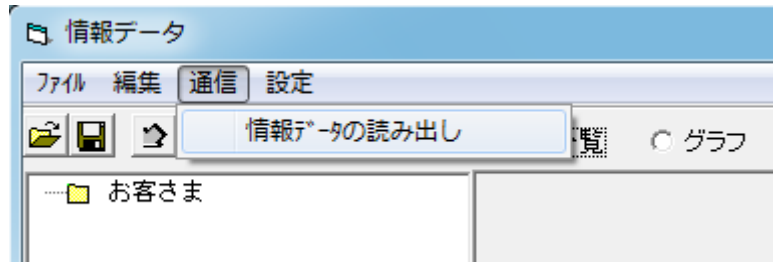 情報データ
ﾌｧｲﾙ 編集 通信 設定
情報ﾃﾞｰﾀの読み出し
覧 グラフ
お客さま